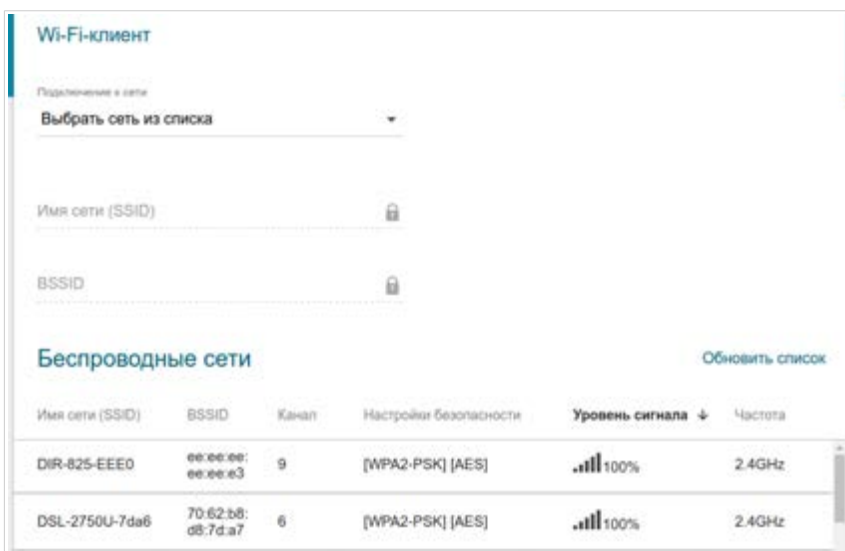 Wi-Fi-клиент
Подключение к сети
Выбрать сеть из списка
Имя сети (SSID)
BSSID
Беспроводные сети
Обновить список
Имя сети (SSID) BSSID Канал Настройки безопасности Уровень сигнала Частота
DIR-825-EEE0 ee:ee:ee: 9 [WPA2-PSK] [AES] 100% 2.4GHz
ee:ee:e3
DSL-2750U-7da6 70:62:b8: 6 [WPA2-PSK] [AES] 100% 2.4GHz
d8:7d:a7